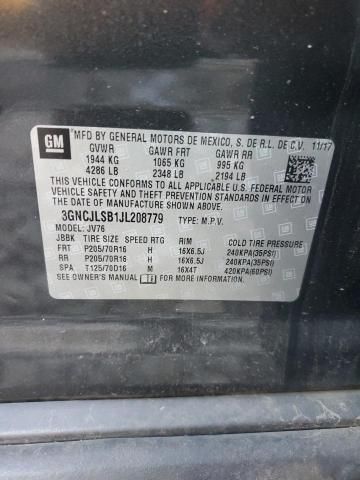 GM
MFD BY GENERAL MOTORS DE MEXICO, S. DE R.L. DE C.V. 11/17
GVWR GAWR FRT GAWR RR
1944 KG 1065 KG 995 KG
4286 LB 2348 LB 2194 LB
THIS VEHICLE CONFORMS TO ALL APPLICABLE U.S. FEDERAL MOTOR
VEHICLE SAFETY AND THEFT PREVENTION STANDARDS IN EFFECT ON
THE DATE OF MANUFACTURE SHOWN ABOVE.
3GNCJLSB1JL208779 TYPE: M.P.V.
MODEL: JV76
JBBK TIRE SIZE SPEED RTG RIM COLD TIRE PRESSURE
FRT P205/70R16 H 16X6.5J 240KPA(35PSI)
RR P205/70R16 H 16X6.5J 240KPA(35PSI)
SPA T125/70D16 M 16X4T 420KPA(60PSI)
SEE OWNER'S MANUAL FOR ADDITIONAL INFORMATION.